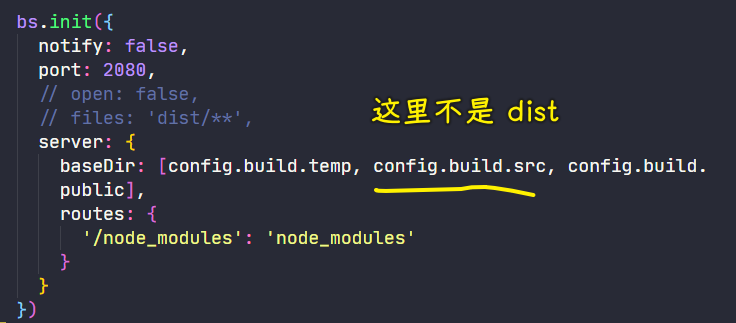 bs.init({
notify: false,
port: 2080,
// open: false,
// files: 'dist/**',
这里不是 dist
server: {
baseDir: [config.build.temp, config.build.src, config.build.
public],
routes: {
'/node_modules': 'node_modules'
}
}
})